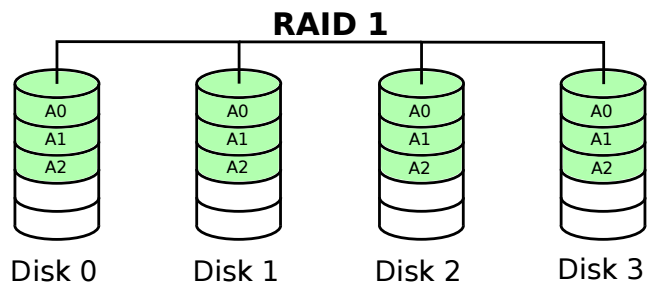 RAID 1
A0 A0 A0 A0
A1 A1 A1 A1
A2 A2 A2 A2
Disk 0 Disk 1 Disk 2 Disk 3